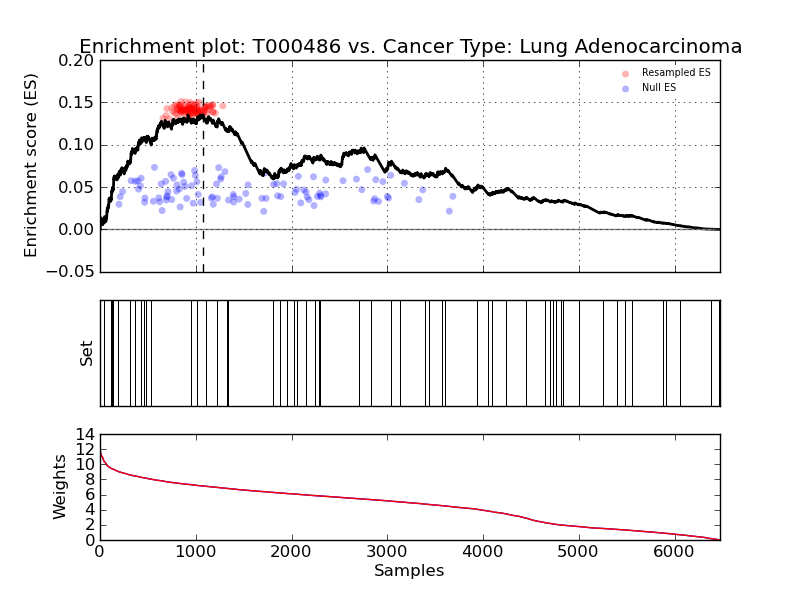 Enrichment plot: T000486 vs. Cancer Type: Lung Adenocarcinoma
Enrichment score (ES)
0.20
0.15
0.10
0.05
0.00
−0.05
Resampled ES
Null ES
Set
Weights
14
12
10
8
6
4
2
0
0 1000 2000 3000 4000 5000 6000
Samples